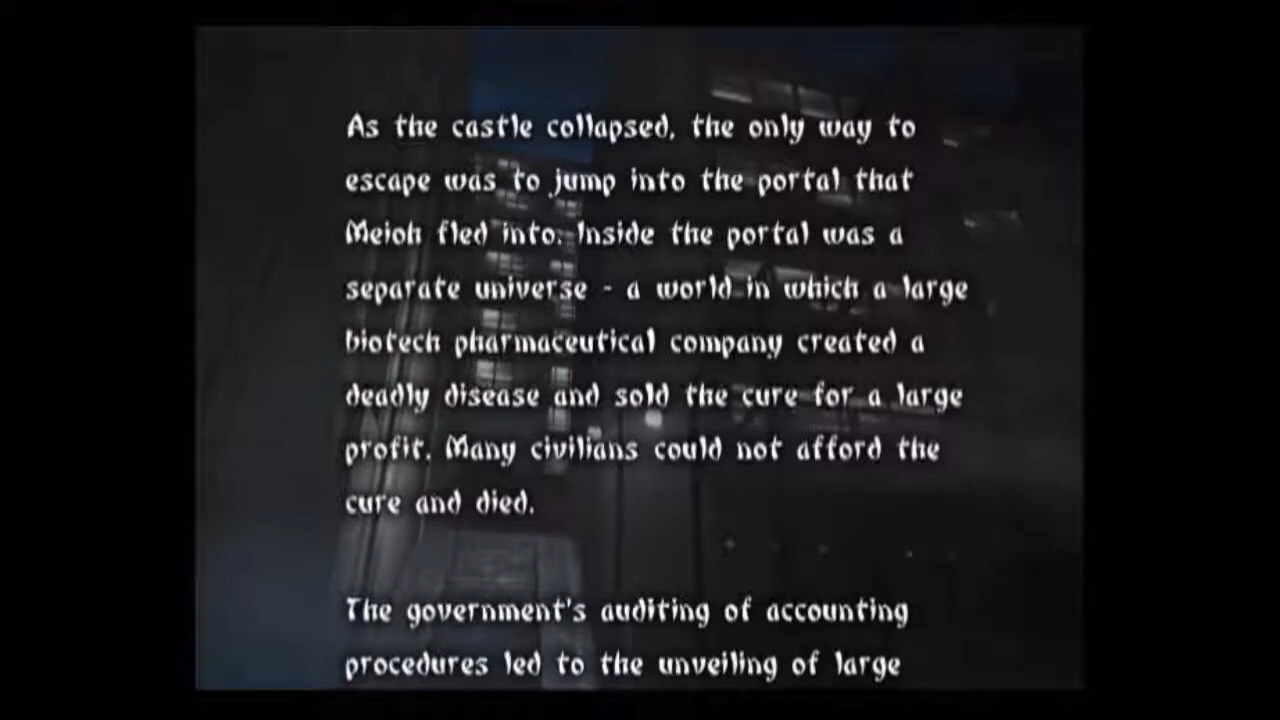 As the castle collapsed, the only way to
escape was to jump into the portal that
Meioh fled into. Inside the portal was a
separate universe - a world in which a large
biotech pharmaceutical company created a
deadly disease and sold the cure for a large
profit. Many civilians could not afford the
cure and died.
The government's auditing of accounting
procedures led to the unveiling of large